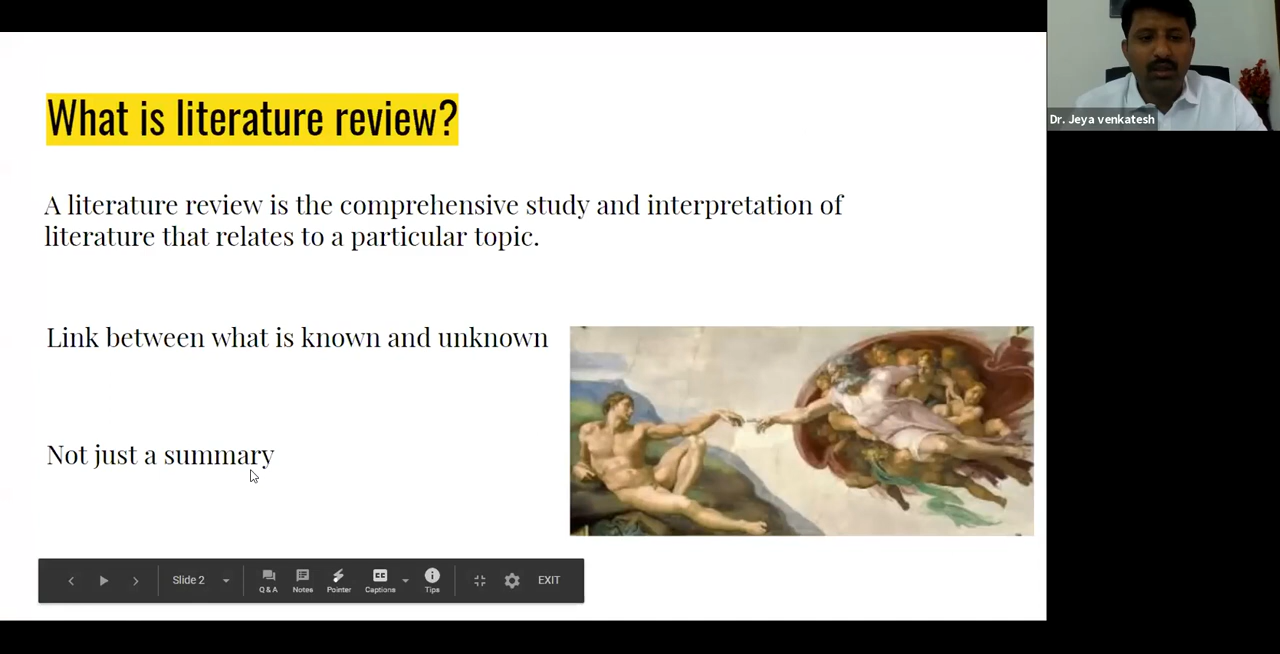 What is literature review?
Dr. Jeya venkatesh
A literature review is the comprehensive study and interpretation of
literature that relates to a particular topic.
Link between what is known and unknown
Not just a summary
Slide 2
Q & A
Notes
Pointer
Captions
Tips
EXIT